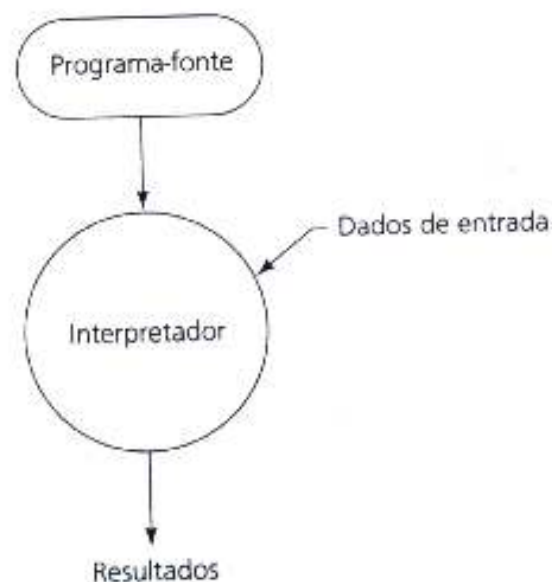 Programa-fonte
Dados de entrada
Interpretador
Resultados